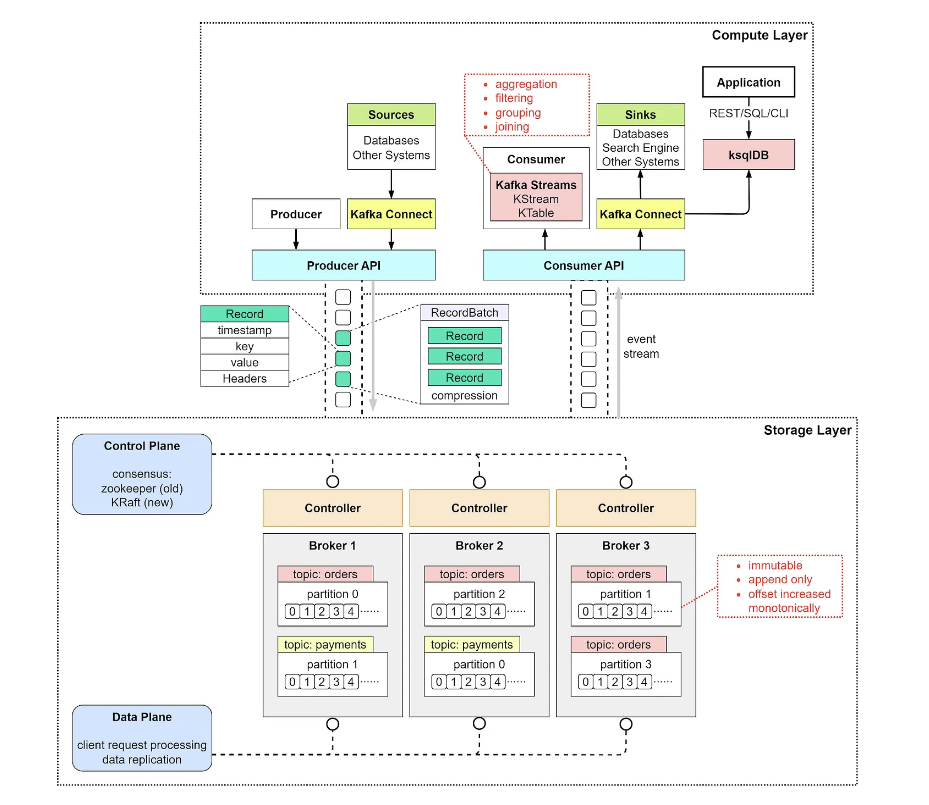 Compute Layer
aggregation
filtering
grouping
joining
Application
REST/SQL/CLI
ksqlDB
Sources
Databases
Other Systems
Sinks
Databases
Search Engine
Other Systems
Consumer
Kafka Streams
KStream
KTable
Producer
Kafka Connect
Kafka Connect
Producer API
Consumer API
Record
timestamp
key
value
Headers
RecordBatch
Record
Record
Record
compression
event
stream
Storage Layer
Control Plane
consensus:
zookeeper (old)
KRaft (new)
Controller
Controller
Controller
Broker 1
topic: orders
partition 0
0 1 2 3 4 ······
topic: payments
partition 1
0 1 2 3 4 ······
Broker 2
topic: orders
partition 2
0 1 2 3 4 ······
topic: payments
partition 0
0 1 2 3 4 ······
Broker 3
topic: orders
partition 1
0 1 2 3 4 ······
topic: orders
partition 3
0 1 2 3 4 ······
immutable
append only
offset increased
monotonically
Data Plane
client request processing
data replication